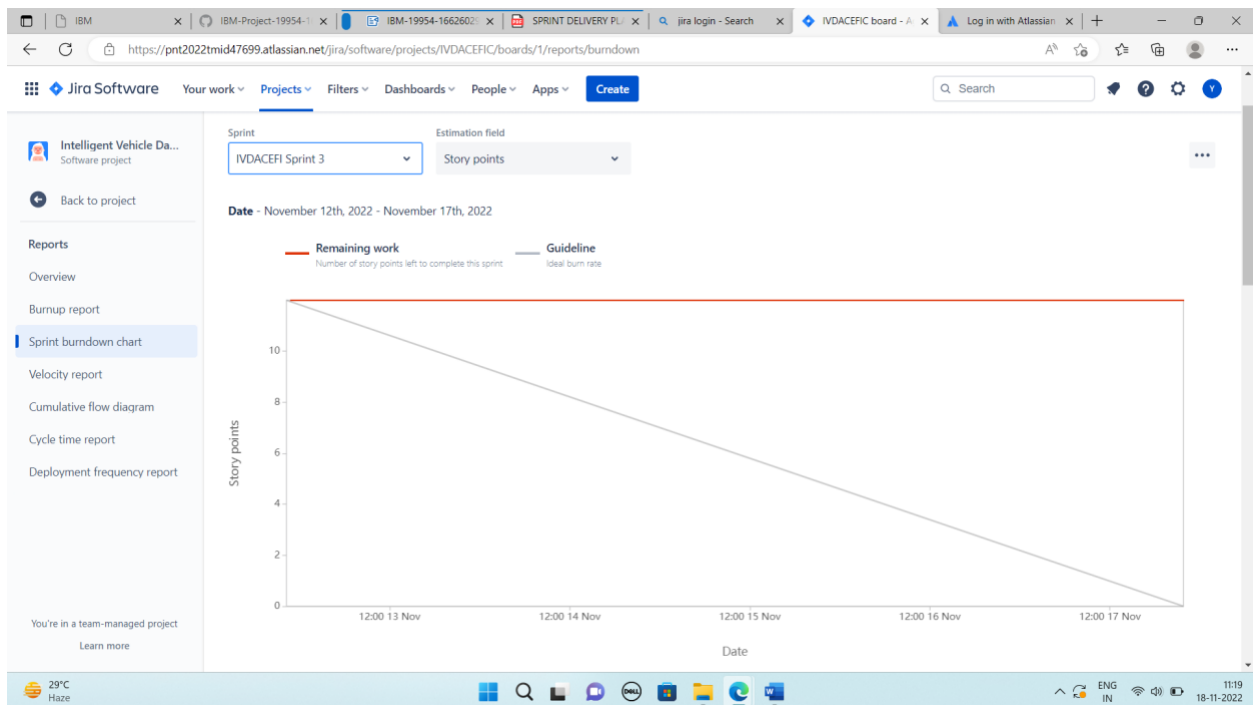 IBM
IBM-Project-19954-1
IBM-19954-16626029
SPRINT DELIVERY PLA
jira login - Search
IVDACEFIC board - A
Log in with Atlassian
https://pnt2022tmid47699.atlassian.net/jira/software/projects/IVDACEFIC/boards/1/reports/burndown
Jira Software
Your work
Projects
Filters
Dashboards
People
Apps
Create
Search
Y
Intelligent Vehicle Da...
Software project
Back to project
Reports
Overview
Burnup report
Sprint burndown chart
Velocity report
Cumulative flow diagram
Cycle time report
Deployment frequency report
You're in a team-managed project
Learn more
Sprint
IVDACEFI Sprint 3
Estimation field
Story points
Date - November 12th, 2022 - November 17th, 2022
Remaining work
Number of story points left to complete this sprint
Guideline
Ideal burn rate
Story points
10
8
6
4
2
0
12:00 13 Nov
12:00 14 Nov
12:00 15 Nov
12:00 16 Nov
12:00 17 Nov
Date
29°C
Haze
DELL
ENG
IN
11:19
18-11-2022